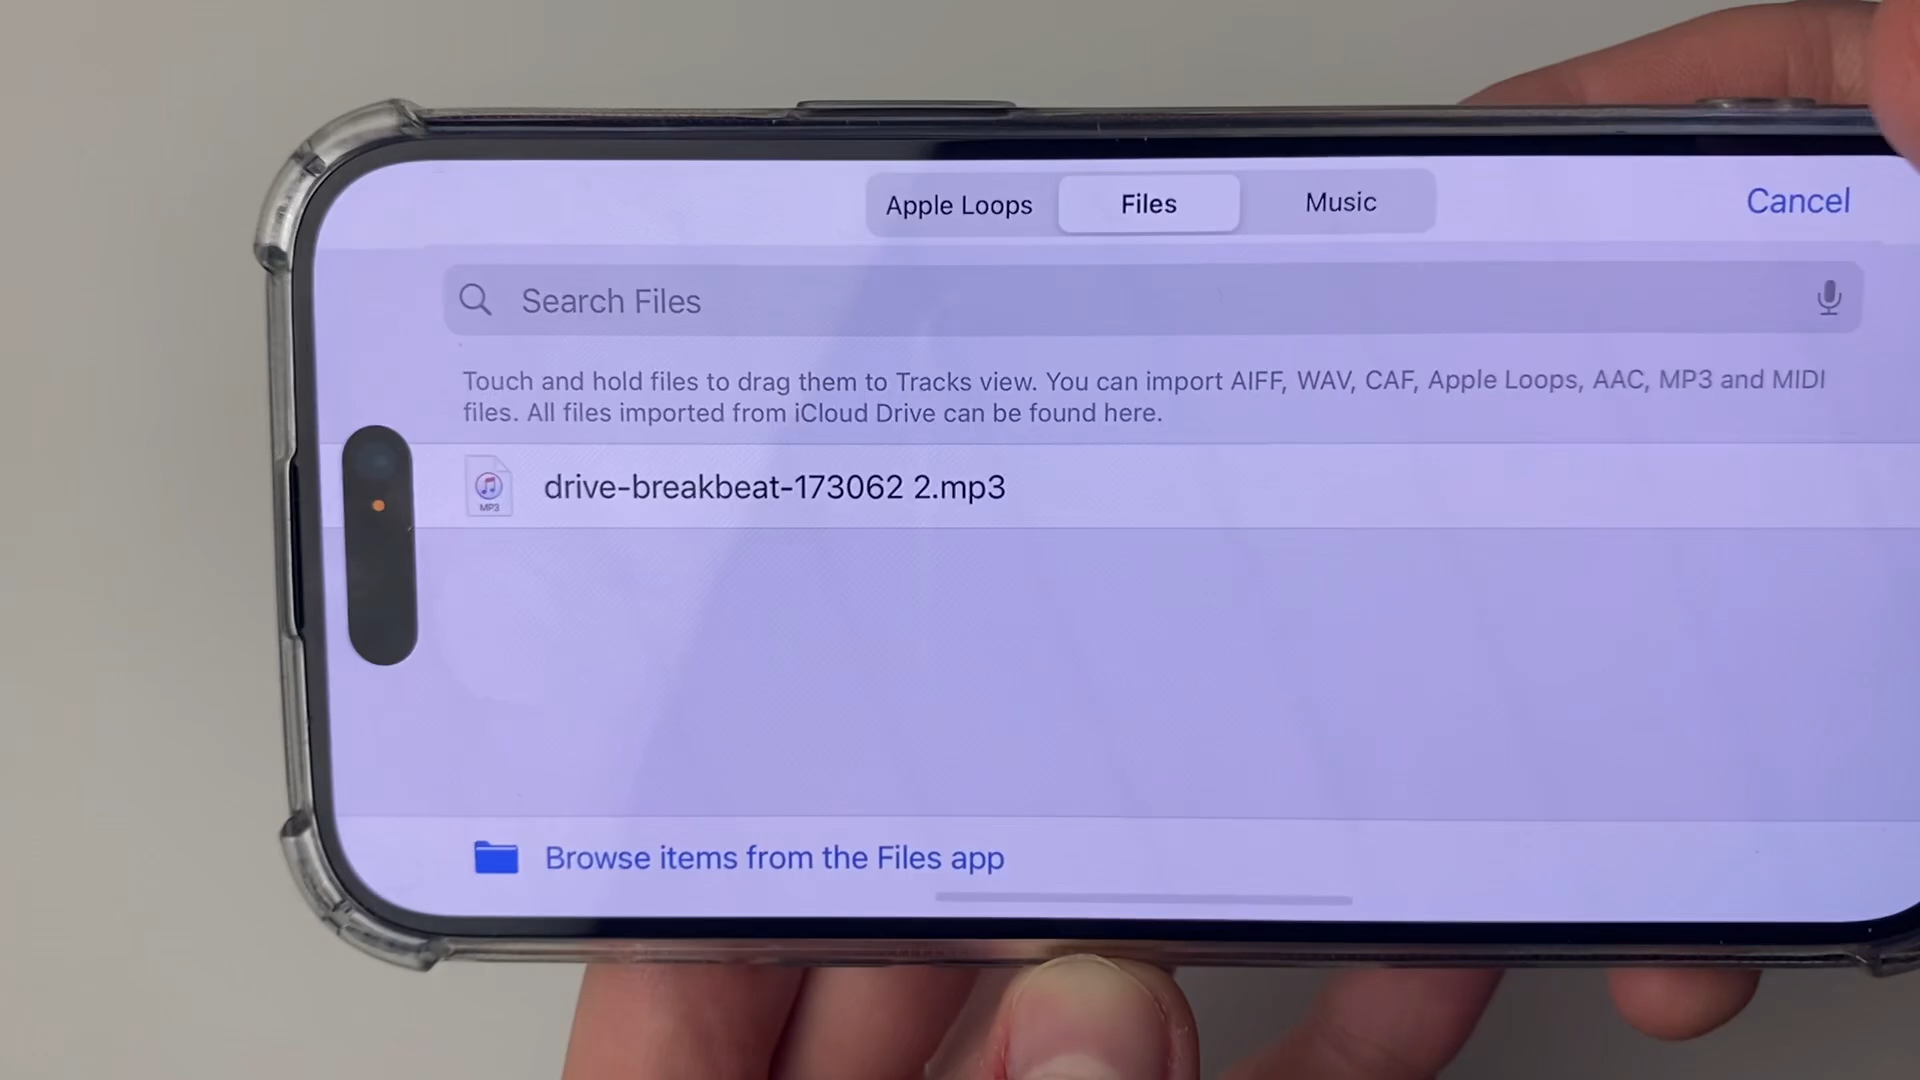 Apple Loops Files Music Cancel
Search Files
Touch and hold files to drag them to Tracks view. You can import AIFF, WAV, CAF, Apple Loops, AAC, MP3 and MIDI
files. All files imported from iCloud Drive can be found here.
MP3 drive-breakbeat-173062 2.mp3
Browse items from the Files app